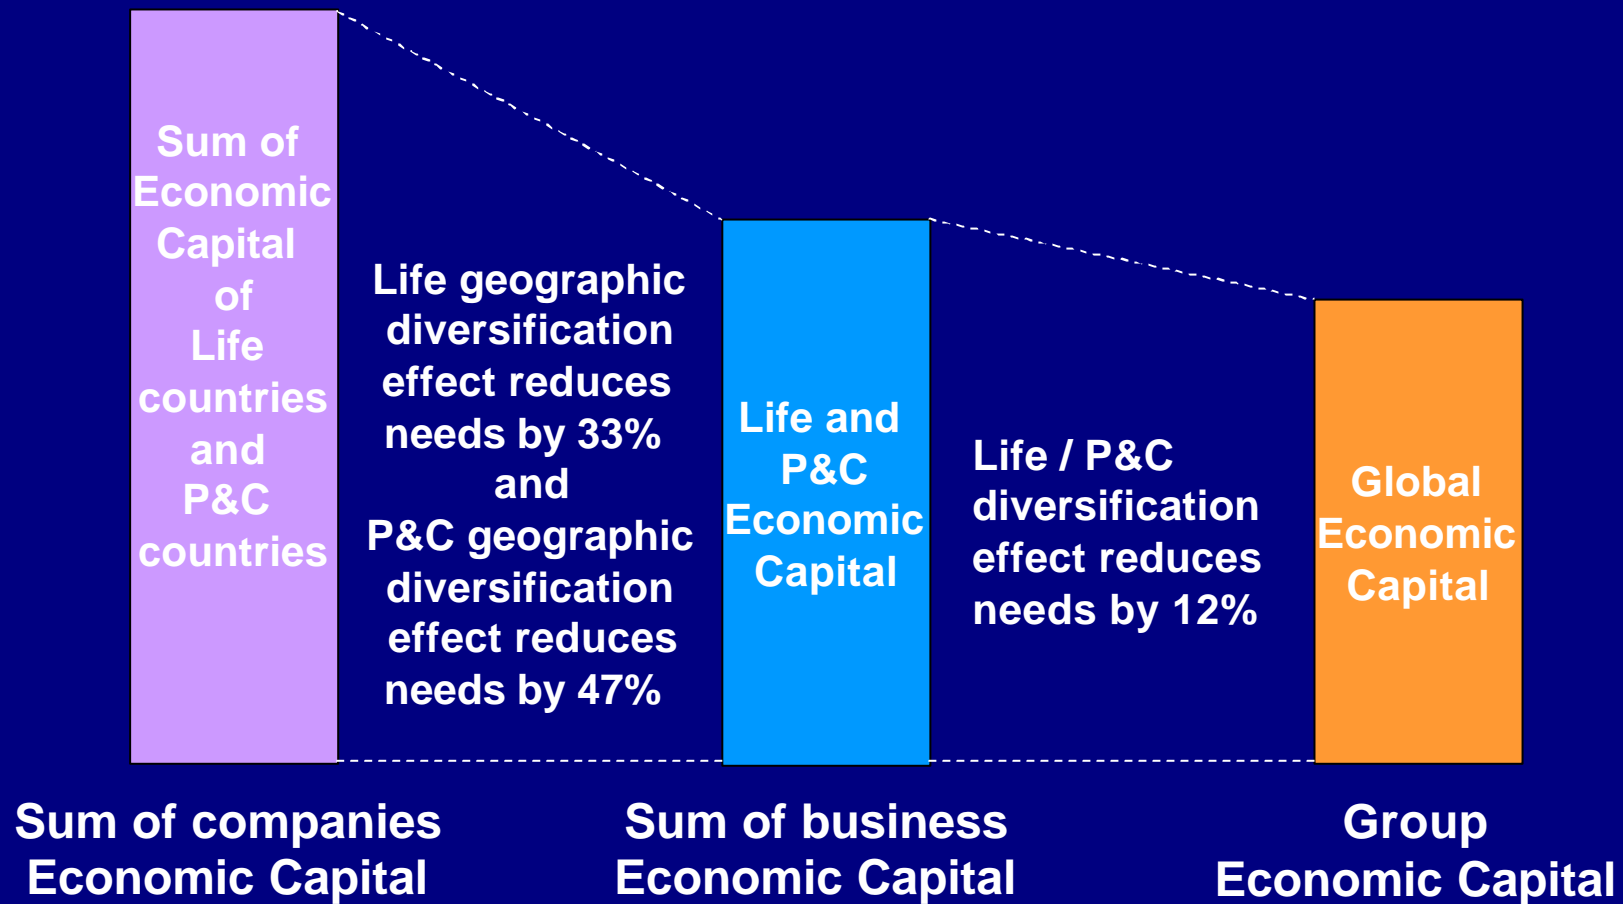 Sum of
Economic
Capital
of
Life
countries
and
P&C
countries
Life geographic
diversification
effect reduces
needs by 33%
and
P&C geographic
diversification
effect reduces
needs by 47%
Life and
P&C
Economic
Capital
Life / P&C
diversification
effect reduces
needs by 12%
Global
Economic
Capital
Sum of companies
Economic Capital
Sum of business
Economic Capital
Group
Economic Capital